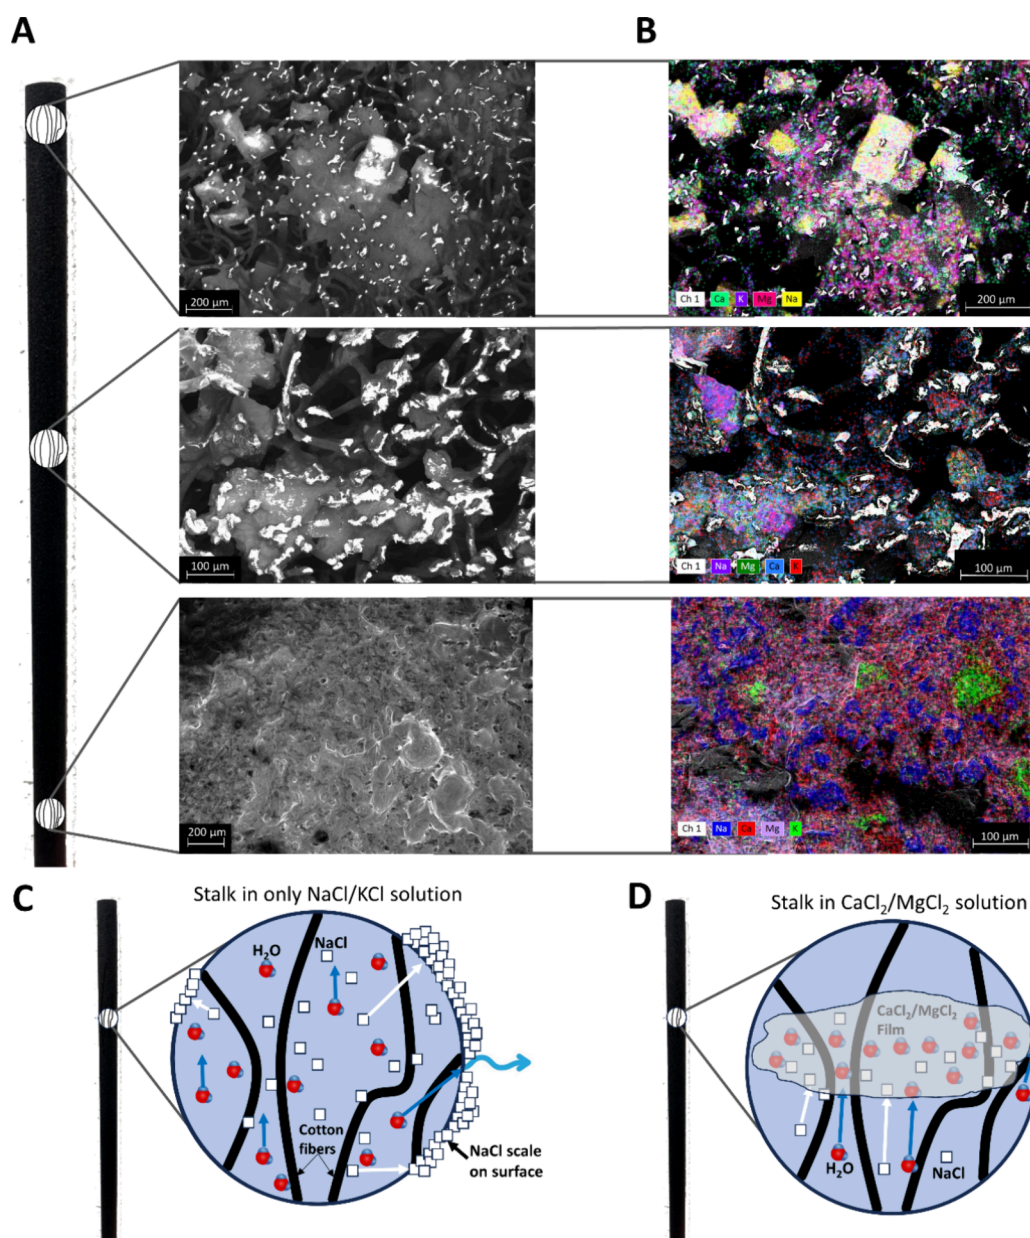 A
B
200 µm
Ch 1 Ca K Mg Na
200 µm
100 µm
Ch 1 Na Mg Ca K
100 µm
200 µm
Ch 1 Na Ca Mg K
100 µm
C
Stalk in only NaCl/KCl solution
H₂O
NaCl
Cotton
fibers
NaCl scale
on surface
D
Stalk in CaCl₂/MgCl₂ solution
CaCl₂/MgCl₂
Film
H₂O
NaCl